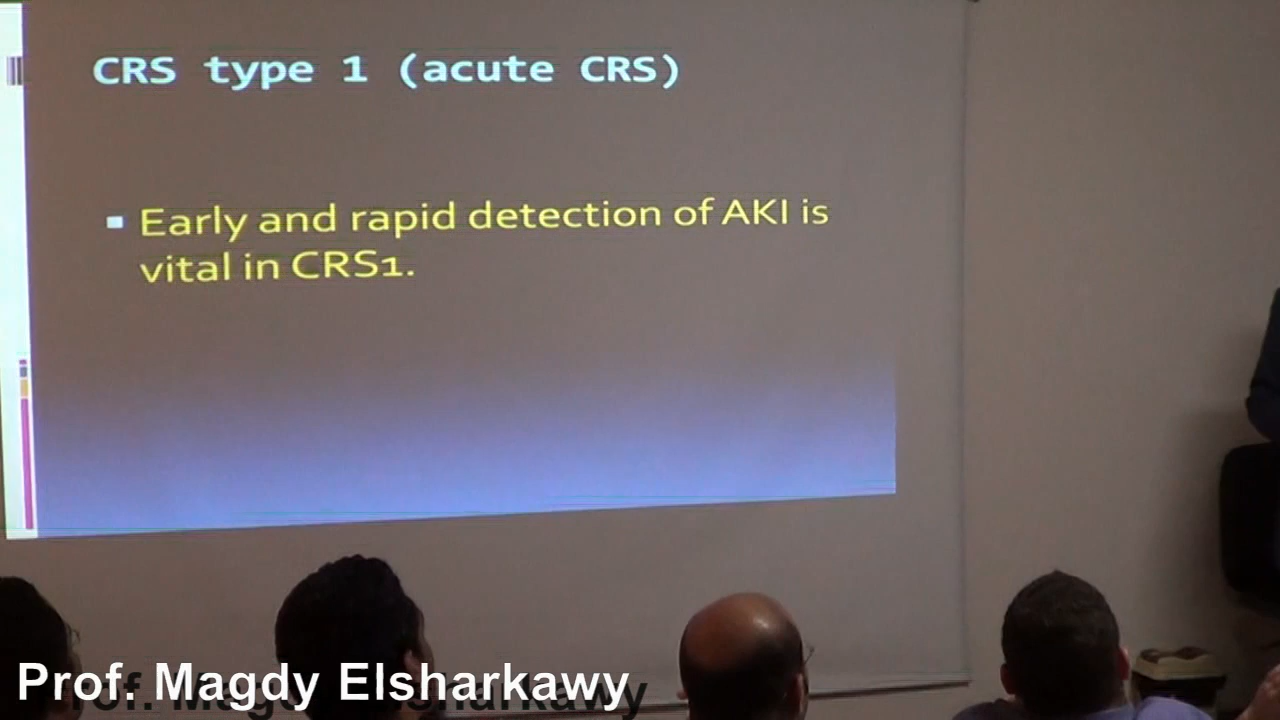 CRS type 1 (acute CRS)
Early and rapid detection of AKI is
vital in CRS1.
Prof. Magdy Elsharkawy